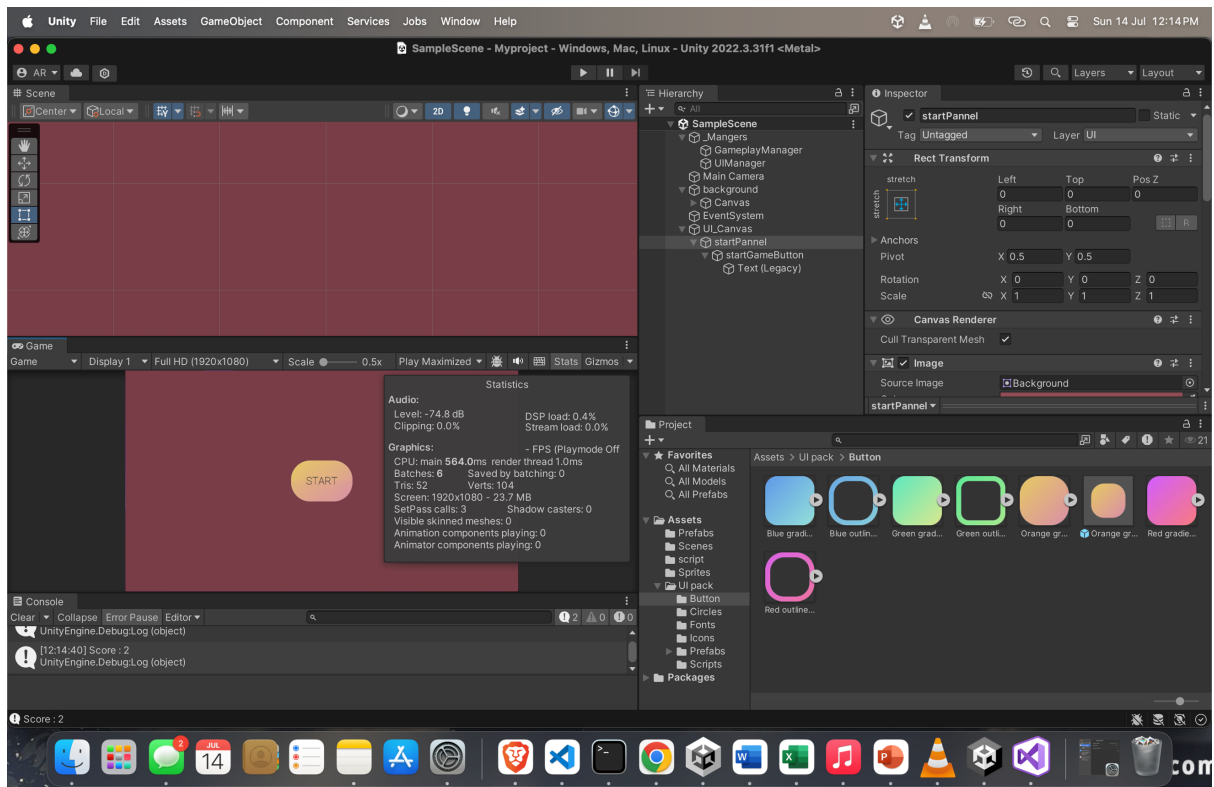 Unity File Edit Assets GameObject Component Services Jobs Window Help Sun 14 Jul 12:14 PM
SampleScene - Myproject - Windows, Mac, Linux - Unity 2022.3.31f1 <Metal>
AR Layers Layout
Scene
Center Local 2D
Game
Game Display 1 Full HD (1920x1080) Scale 0.5x Play Maximized Stats Gizmos
START
Statistics
Audio:
Level: -74.8 dB DSP load: 0.4%
Clipping: 0.0% Stream load: 0.0%
Graphics: - FPS (Playmode Off
CPU: main 564.0ms render thread 1.0ms
Batches: 6 Saved by batching: 0
Tris: 52 Verts: 104
Screen: 1920x1080 - 23.7 MB
SetPass calls: 3 Shadow casters: 0
Visible skinned meshes: 0
Animation components playing: 0
Animator components playing: 0
Console
Clear Collapse Error Pause Editor 2 0 0
UnityEngine.Debug:Log (object)
[12:14:40] Score : 2
UnityEngine.Debug:Log (object)
Score : 2
Hierarchy
All
SampleScene
_Mangers
GameplayManager
UIManager
Main Camera
background
Canvas
EventSystem
UI_Canvas
startPannel
startGameButton
Text (Legacy)
Inspector
startPannel Static
Tag Untagged Layer UI
Rect Transform
stretch Left Top Pos Z
stretch 0 0 0
Right Bottom
0 0 R
Anchors
Pivot X 0.5 Y 0.5
Rotation X 0 Y 0 Z 0
Scale X 1 Y 1 Z 1
Canvas Renderer
Cull Transparent Mesh
Image
Source Image Background
startPannel
Project
21
Favorites
All Materials
All Models
All Prefabs
Assets
Prefabs
Scenes
script
Sprites
UI pack
Button
Circles
Fonts
Icons
Prefabs
Scripts
Packages
Assets > UI pack > Button
Blue gradi... Blue outlin... Green grad... Green outli... Orange gr... Orange gr... Red gradie...
Red outline...
2
JUL
14
W X P
com